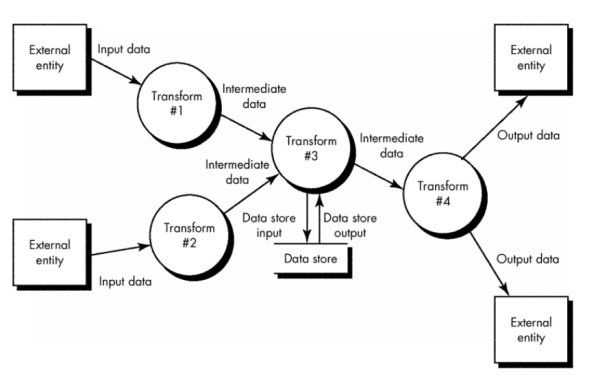 External
entity
Input data
Transform
#1
Intermediate
data
Transform
#3
Intermediate
data
Intermediate
data
Transform
#4
External
entity
Output data
External
entity
Input data
Transform
#2
Data store
input
Data store
output
Data store
Output data
External
entity